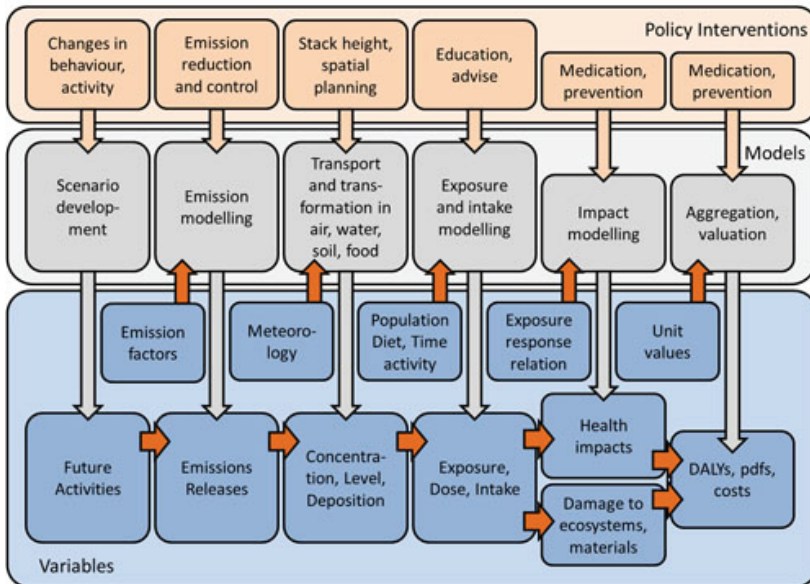 Policy Interventions
Changes in
behaviour,
activity
Emission
reduction
and control
Stack height,
spatial
planning
Education,
advise
Medication,
prevention
Medication,
prevention
Models
Scenario
develop-
ment
Emission
modelling
Transport
and trans-
formation in
air, water,
soil, food
Exposure
and intake
modelling
Impact
modelling
Aggregation,
valuation
Emission
factors
Meteoro-
logy
Population
Diet, Time
activity
Exposure
response
relation
Unit
values
Future
Activities
Emissions
Releases
Concentra-
tion, Level,
Deposition
Exposure,
Dose, Intake
Health
impacts
Damage to
ecosystems,
materials
DALYs, pdfs,
costs
Variables